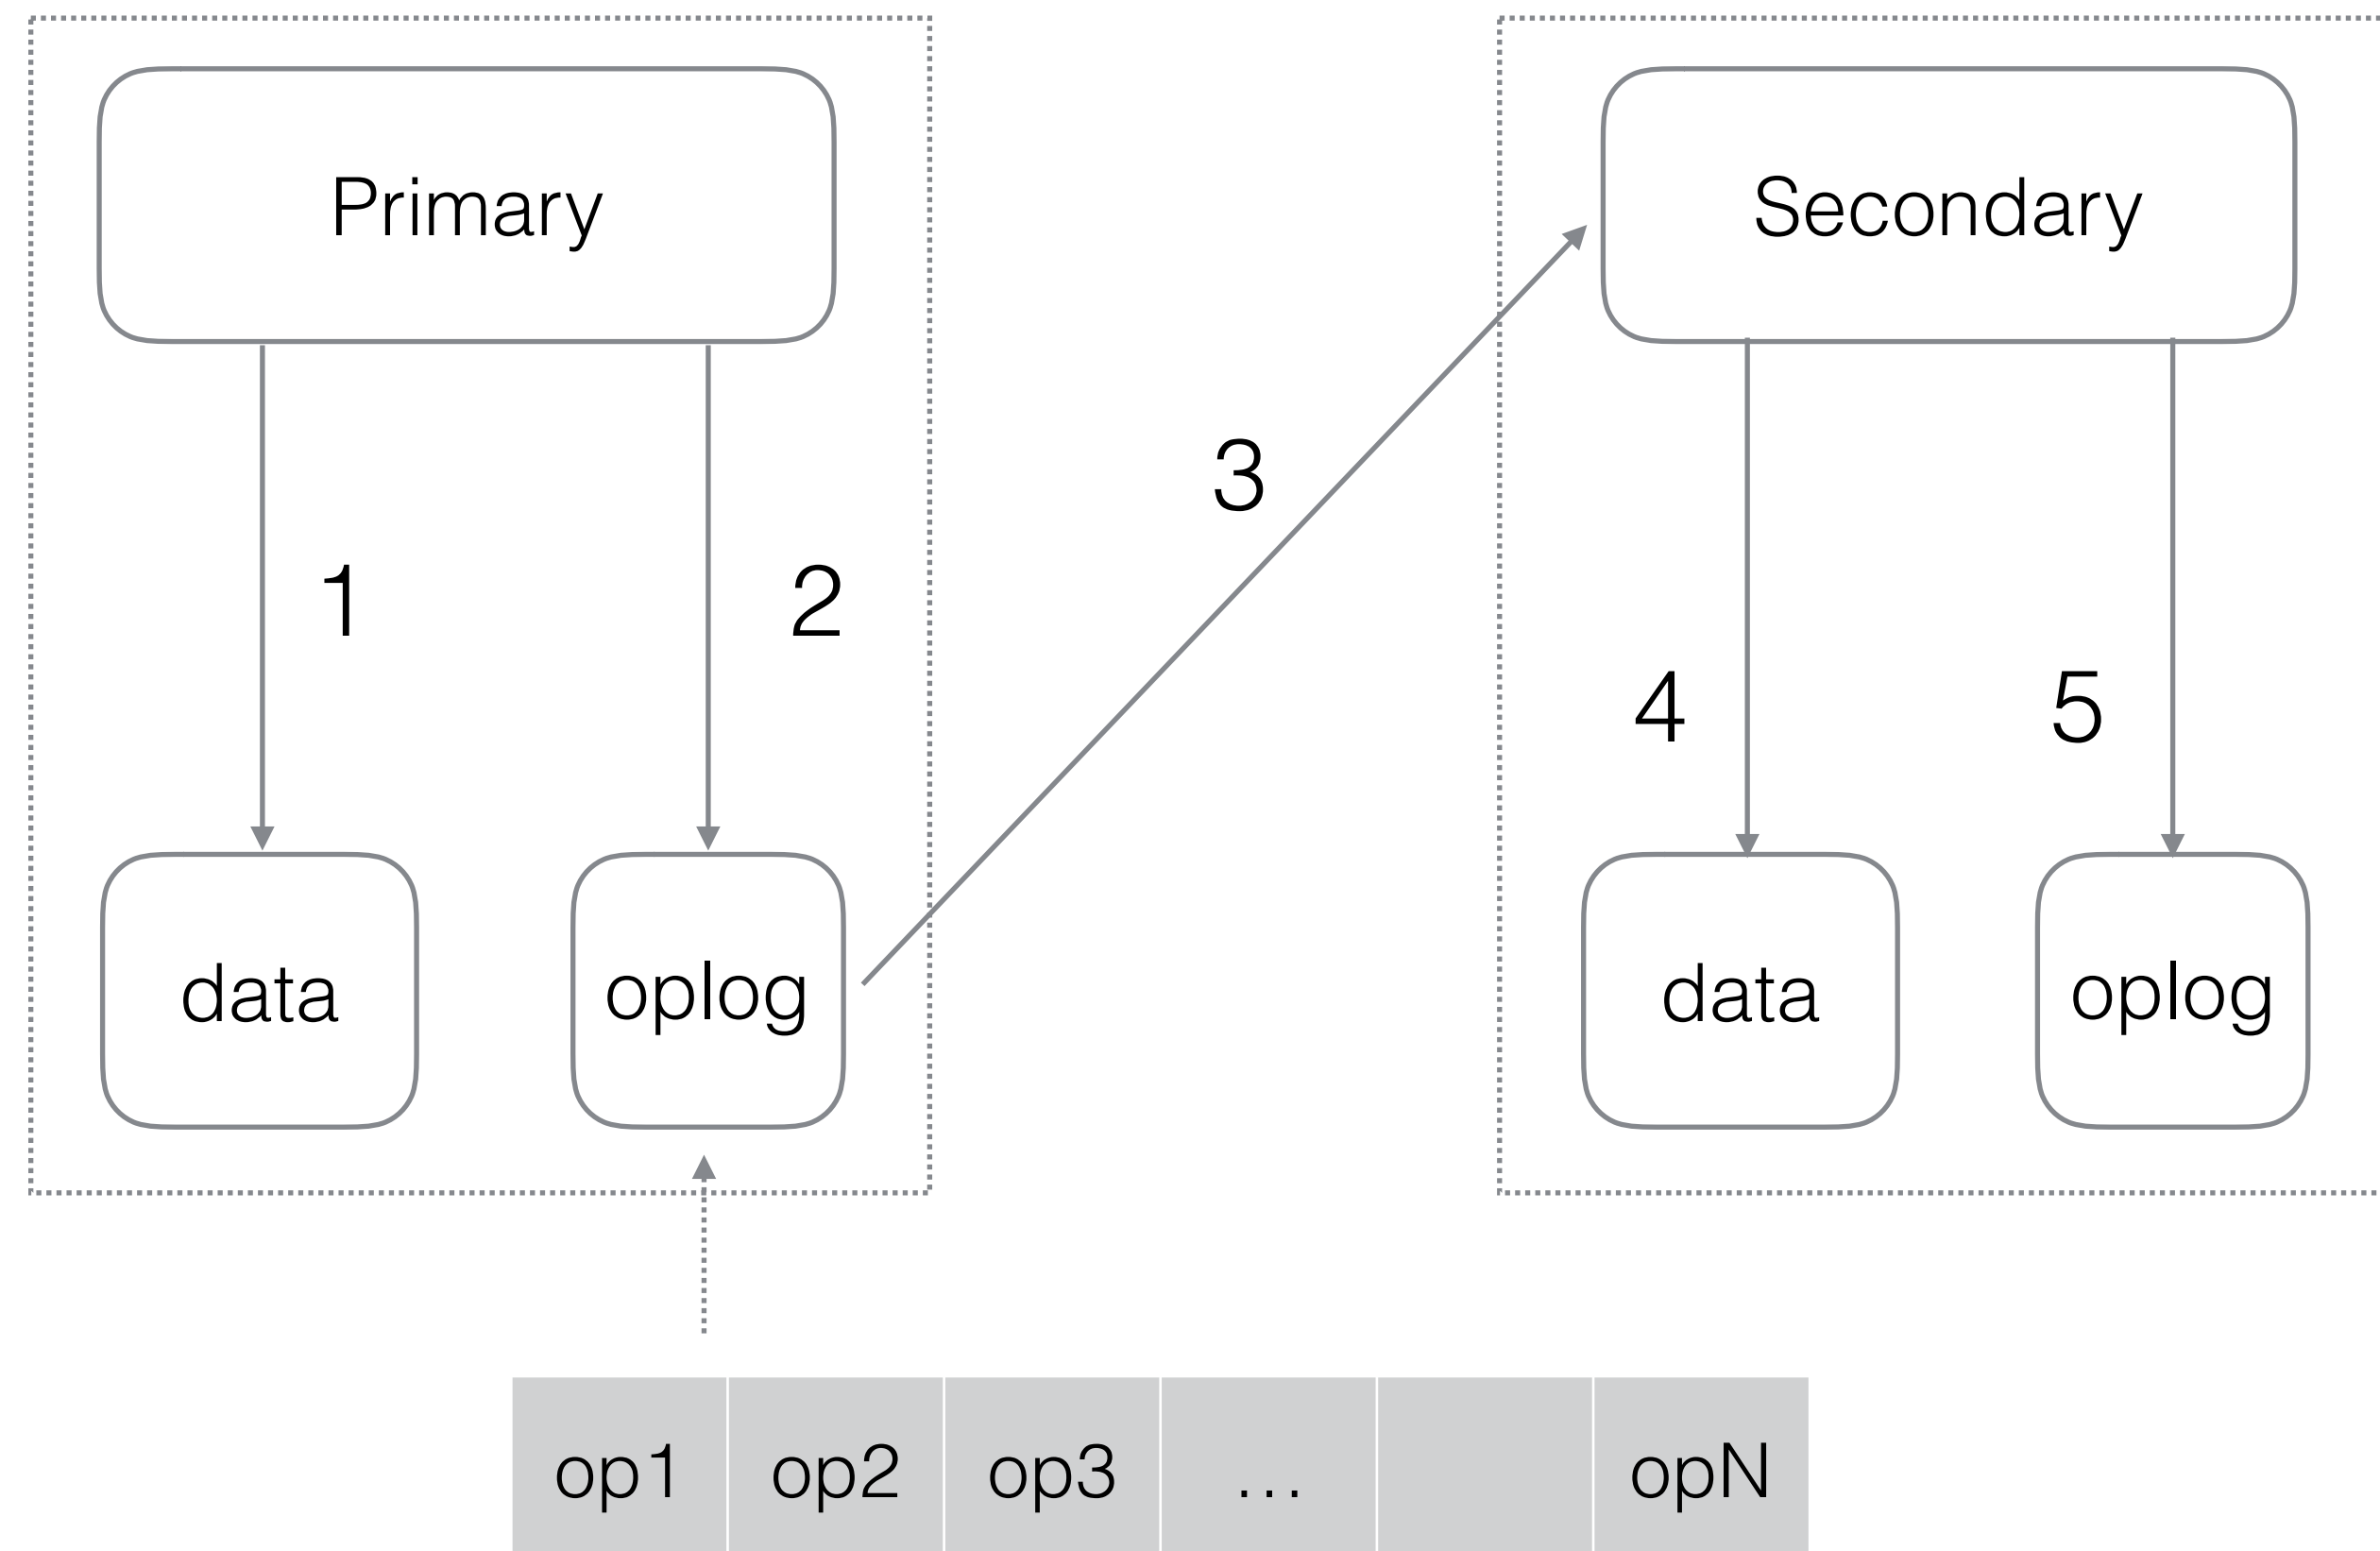 Primary
Secondary
3
1
2
4
5
data
oplog
data
oplog
op1 op2 op3 ... opN